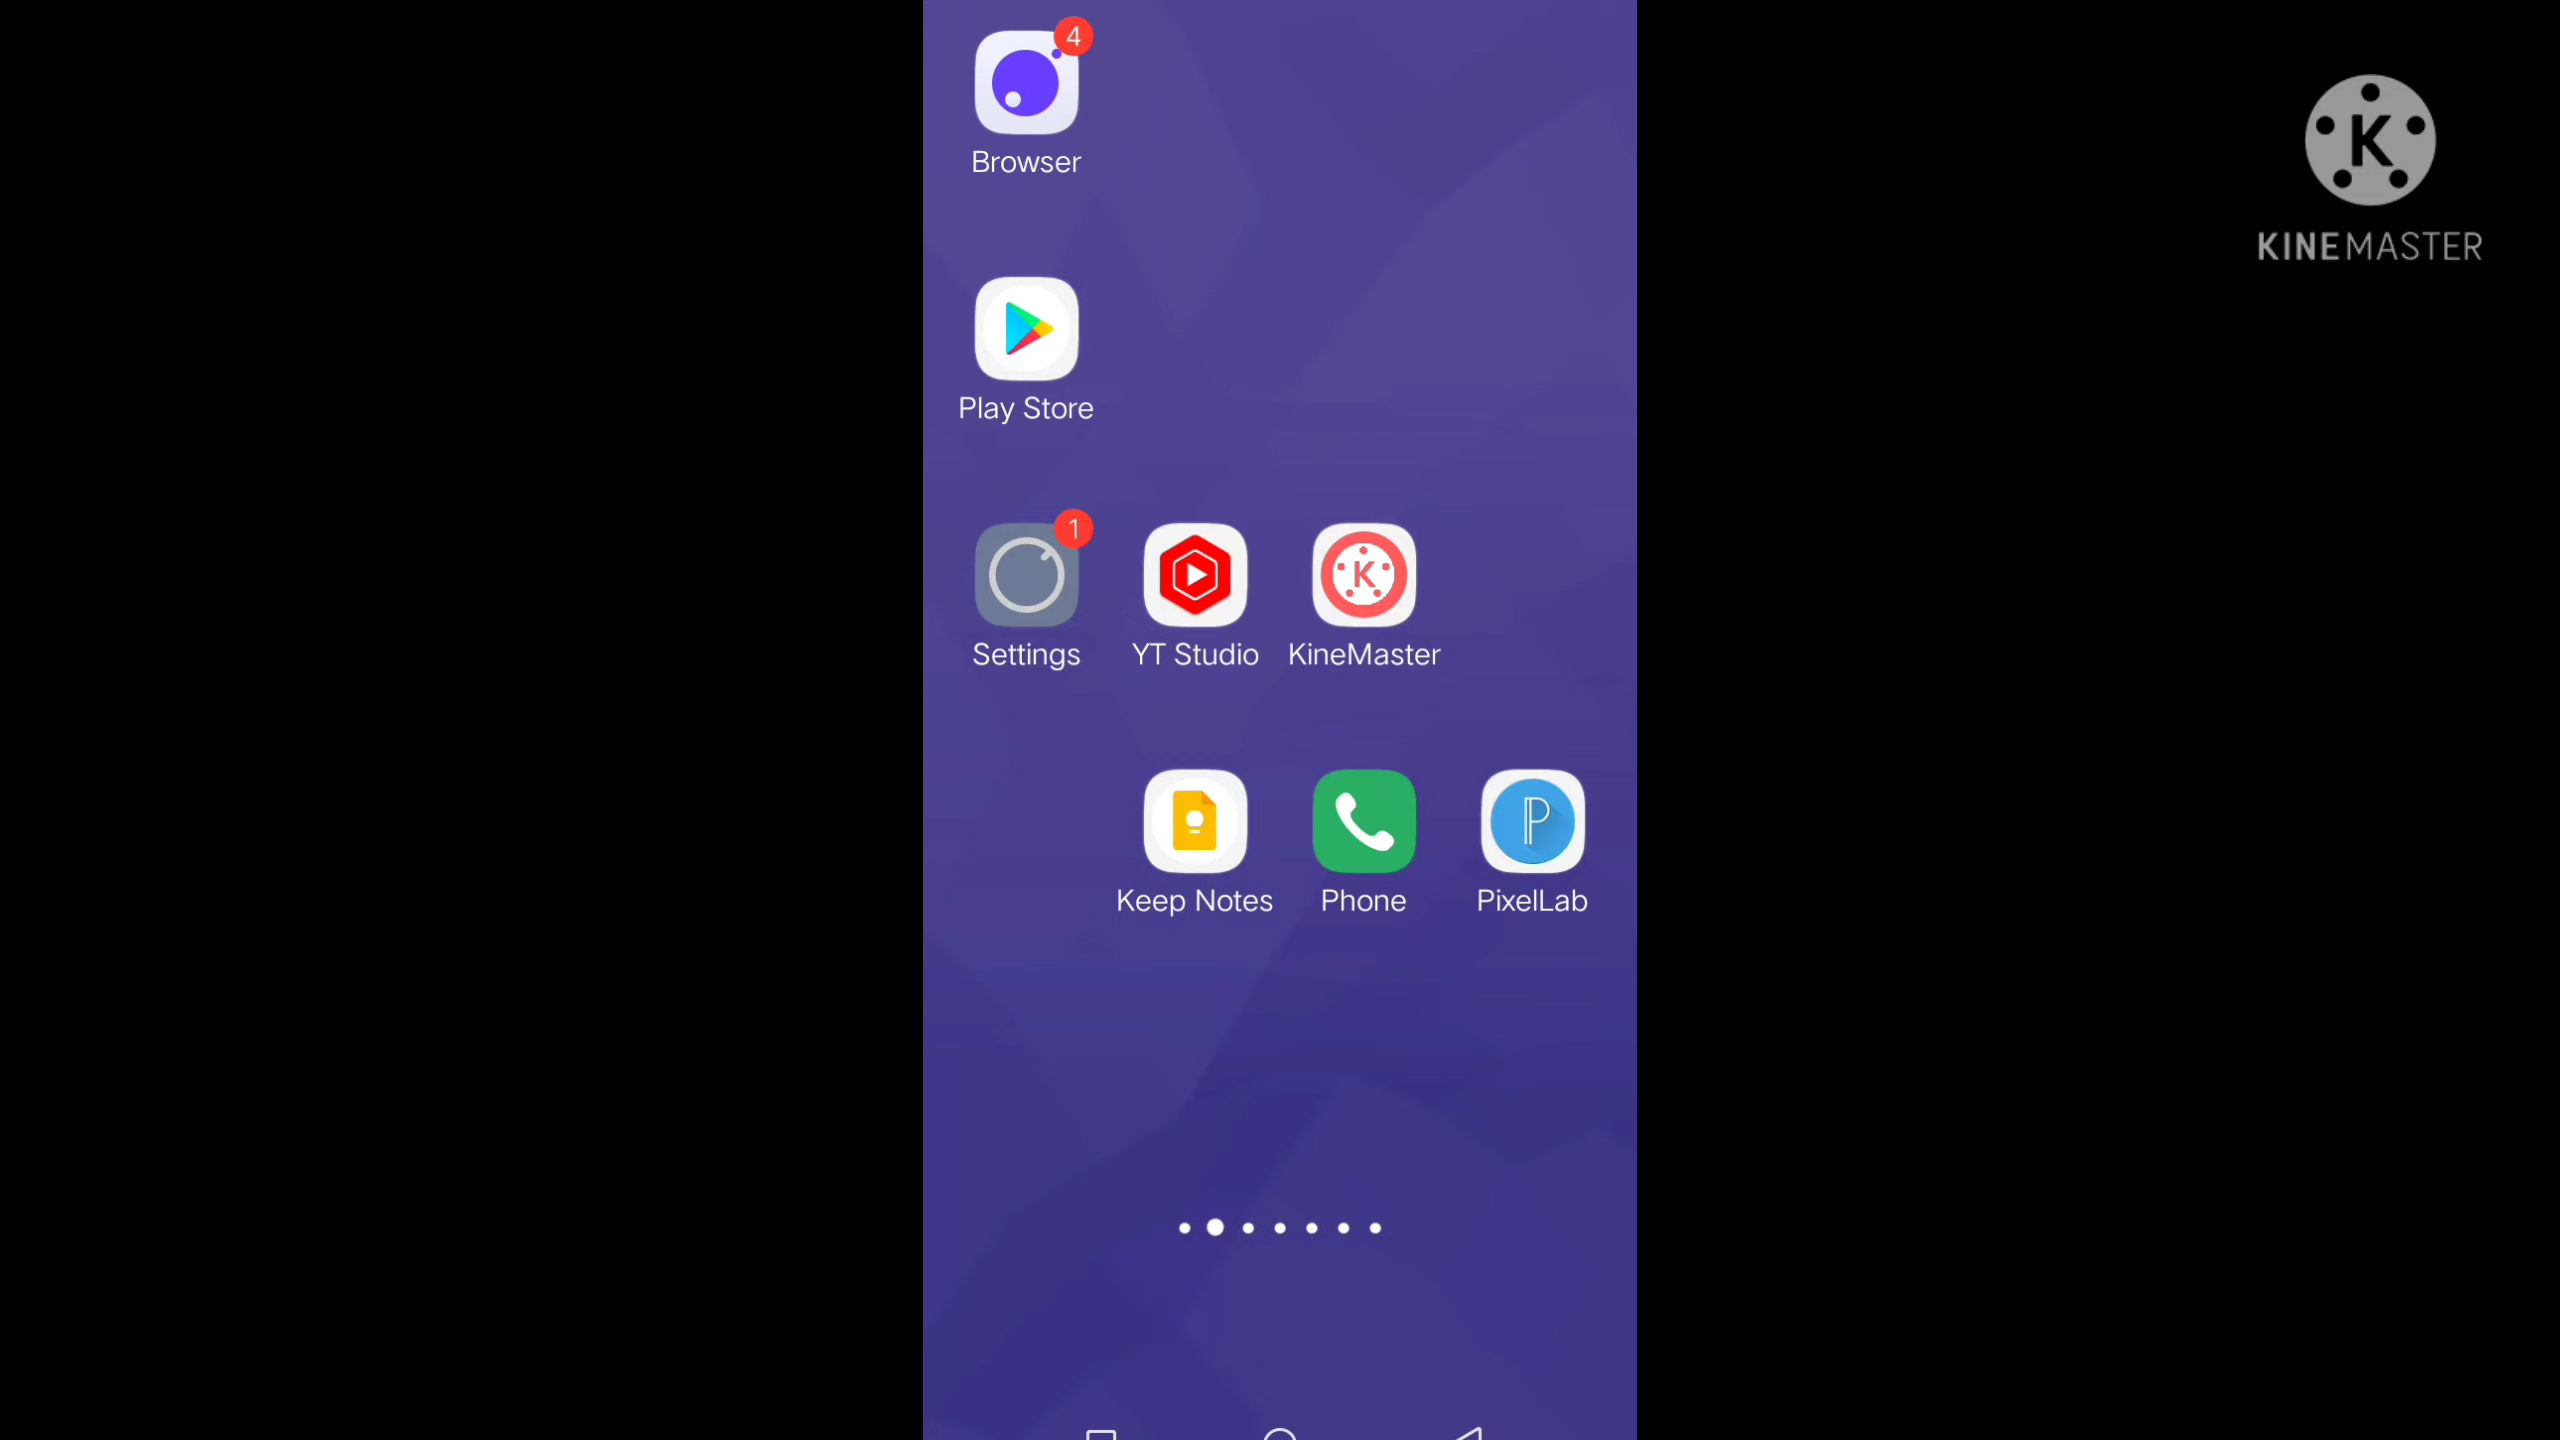 4
Browser
K
KINEMASTER
Play Store
1
K
Settings YT Studio KineMaster
P
Keep Notes Phone PixelLab